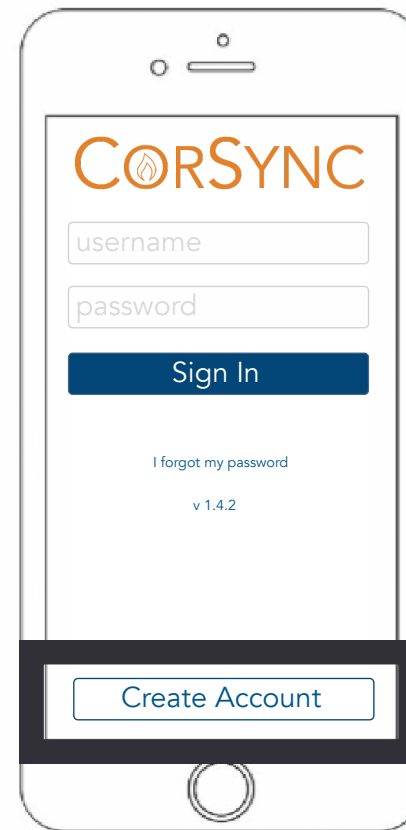 CORSYNC
username
password
Sign In
I forgot my password
v 1.4.2
Create Account